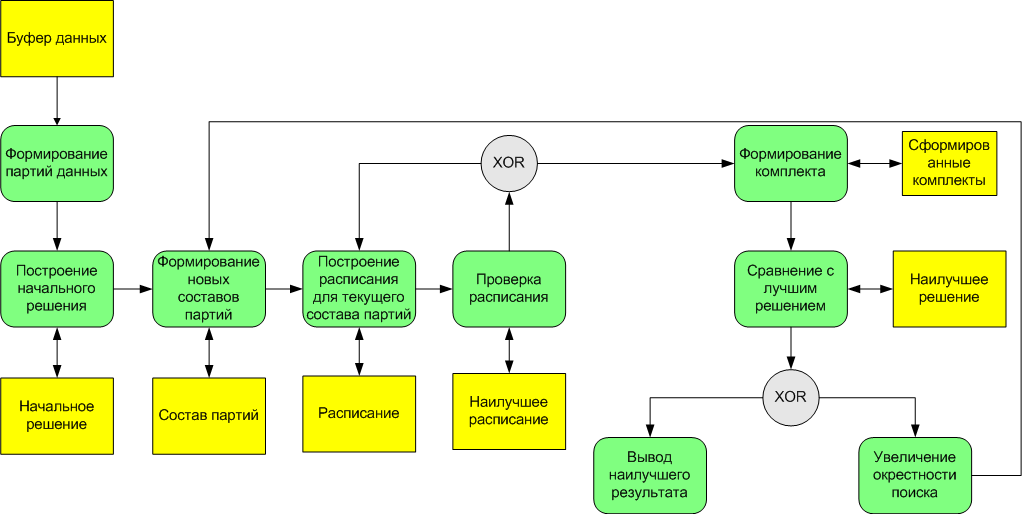 Буфер данных
Формирование
партий данных
XOR
Формирование
комплекта
Сформиров
анные
комплекты
Построение
начального
решения
Формирование
новых
составов
партий
Построение
расписания
для текущего
состава партий
Проверка
расписания
Сравнение с
лучшим
решением
Наилучшее
решение
Начальное
решение
Состав партий
Расписание
Наилучшее
расписание
XOR
Вывод
наилучшего
результата
Увеличение
окрестности
поиска